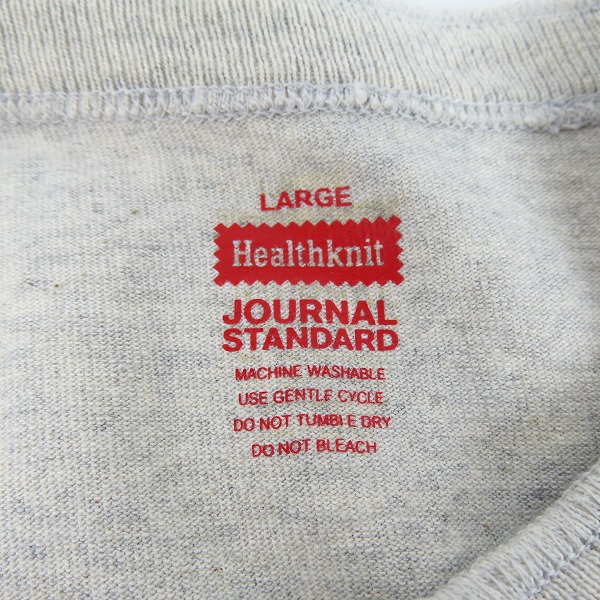 LARGE
Healthknit
JOURNAL
STANDARD
MACHINE WASHABLE
USE GENTLE CYCLE
DO NOT TUMBLE DRY
DO NOT BLEACH